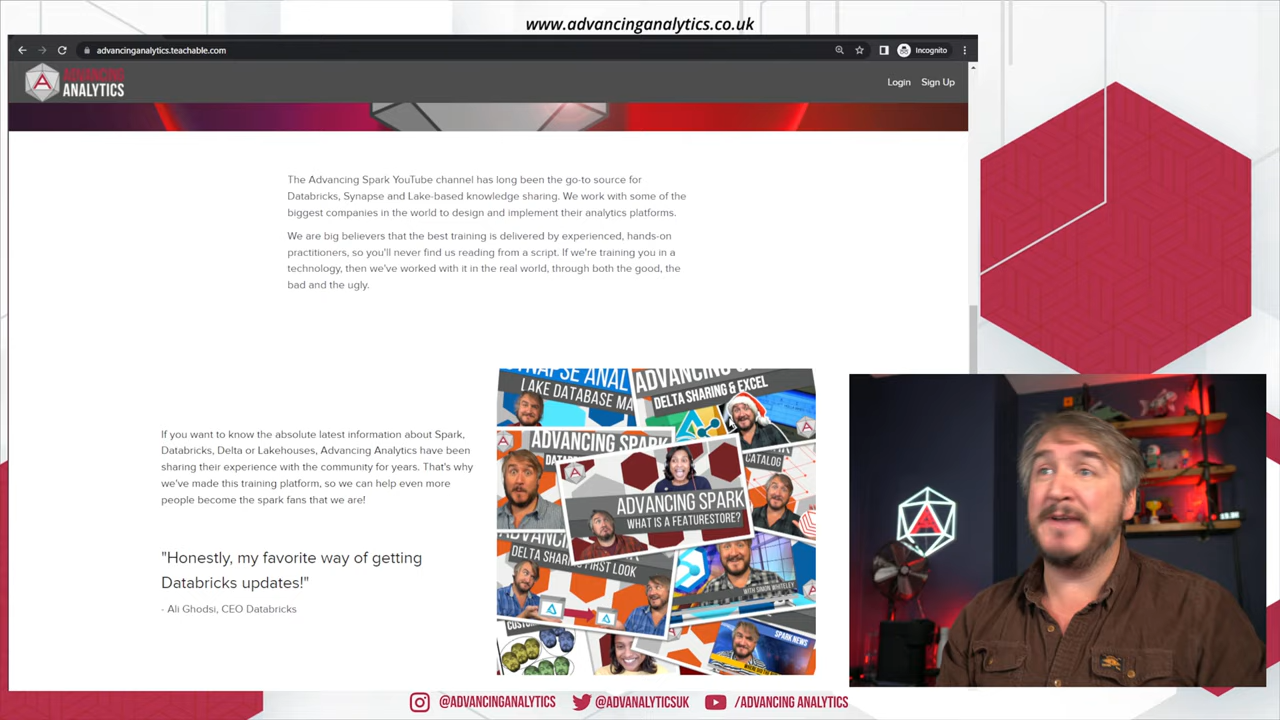 www.advancinganalytics.co.uk
advancinganalytics.teachable.com
Incognito
ADVANCING
ANALYTICS
Login Sign Up
The Advancing Spark YouTube channel has long been the go-to source for
Databricks, Synapse and Lake-based knowledge sharing. We work with some of the
biggest companies in the world to design and implement their analytics platforms.
We are big believers that the best training is delivered by experienced, hands-on
practitioners, so you'll never find us reading from a script. If we're training you in a
technology, then we've worked with it in the real world, through both the good, the
bad and the ugly.
If you want to know the absolute latest information about Spark,
Databricks, Delta or Lakehouses, Advancing Analytics have been
sharing their experience with the community for years. That's why
we've made this training platform, so we can help even more
people become the spark fans that we are!
"Honestly, my favorite way of getting
Databricks updates!"
- Ali Ghodsi, CEO Databricks
LAKE DATABASE MA
DELTA SHARING & EXCEL
ADVANCING SPARK
CATALOG
ADVANCING SPARK
WHAT IS A FEATURESTORE?
DELTA SHARING FIRST LOOK
WITH SIMON WHITELEY
SPARK NEWS
@ADVANCINGANALYTICS @ADVANALYTICSUK /ADVANCING ANALYTICS